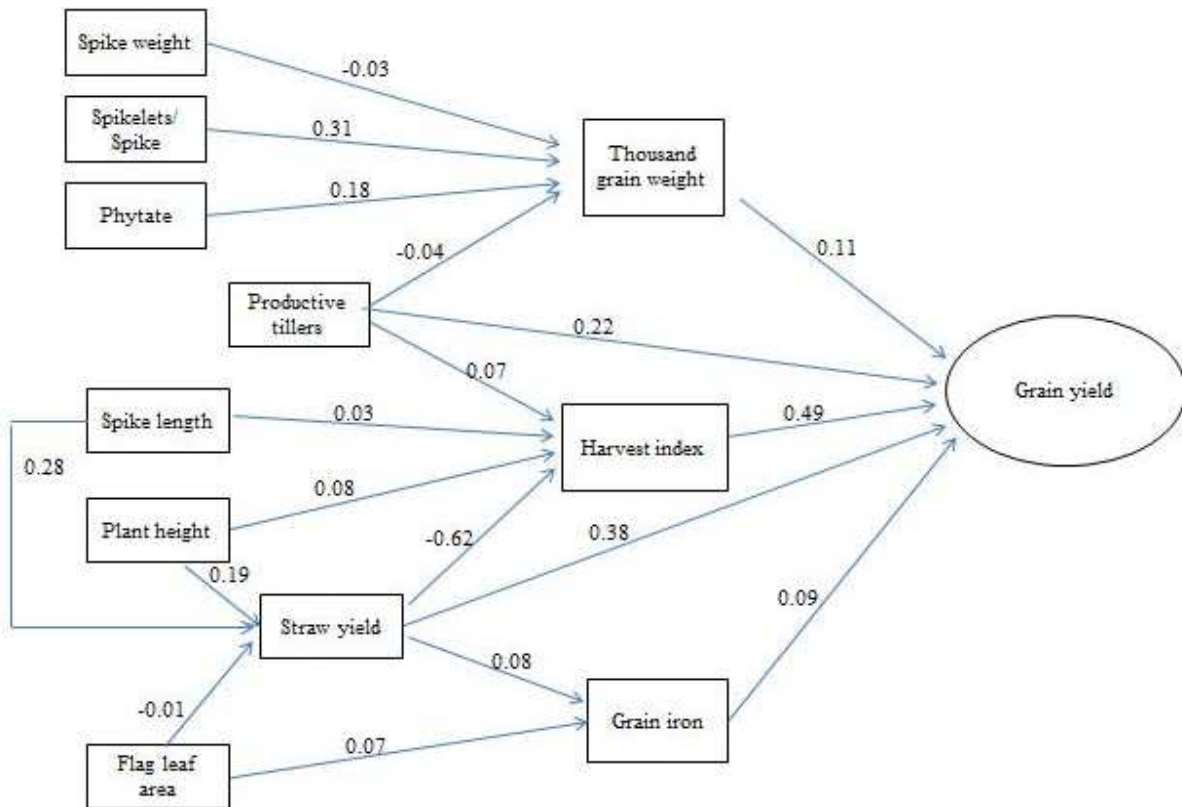 Spike weight
-0.03
Spikelets/
Spike
0.31
Thousand
grain weight
Phytate
0.18
-0.04
0.11
Productive
tillers
0.22
0.07
Grain yield
Spike length
0.03
0.49
Harvest index
0.28
0.08
Plant height
-0.62
0.38
0.19
0.09
Straw yield
0.08
-0.01
Grain iron
0.07
Flag leaf
area